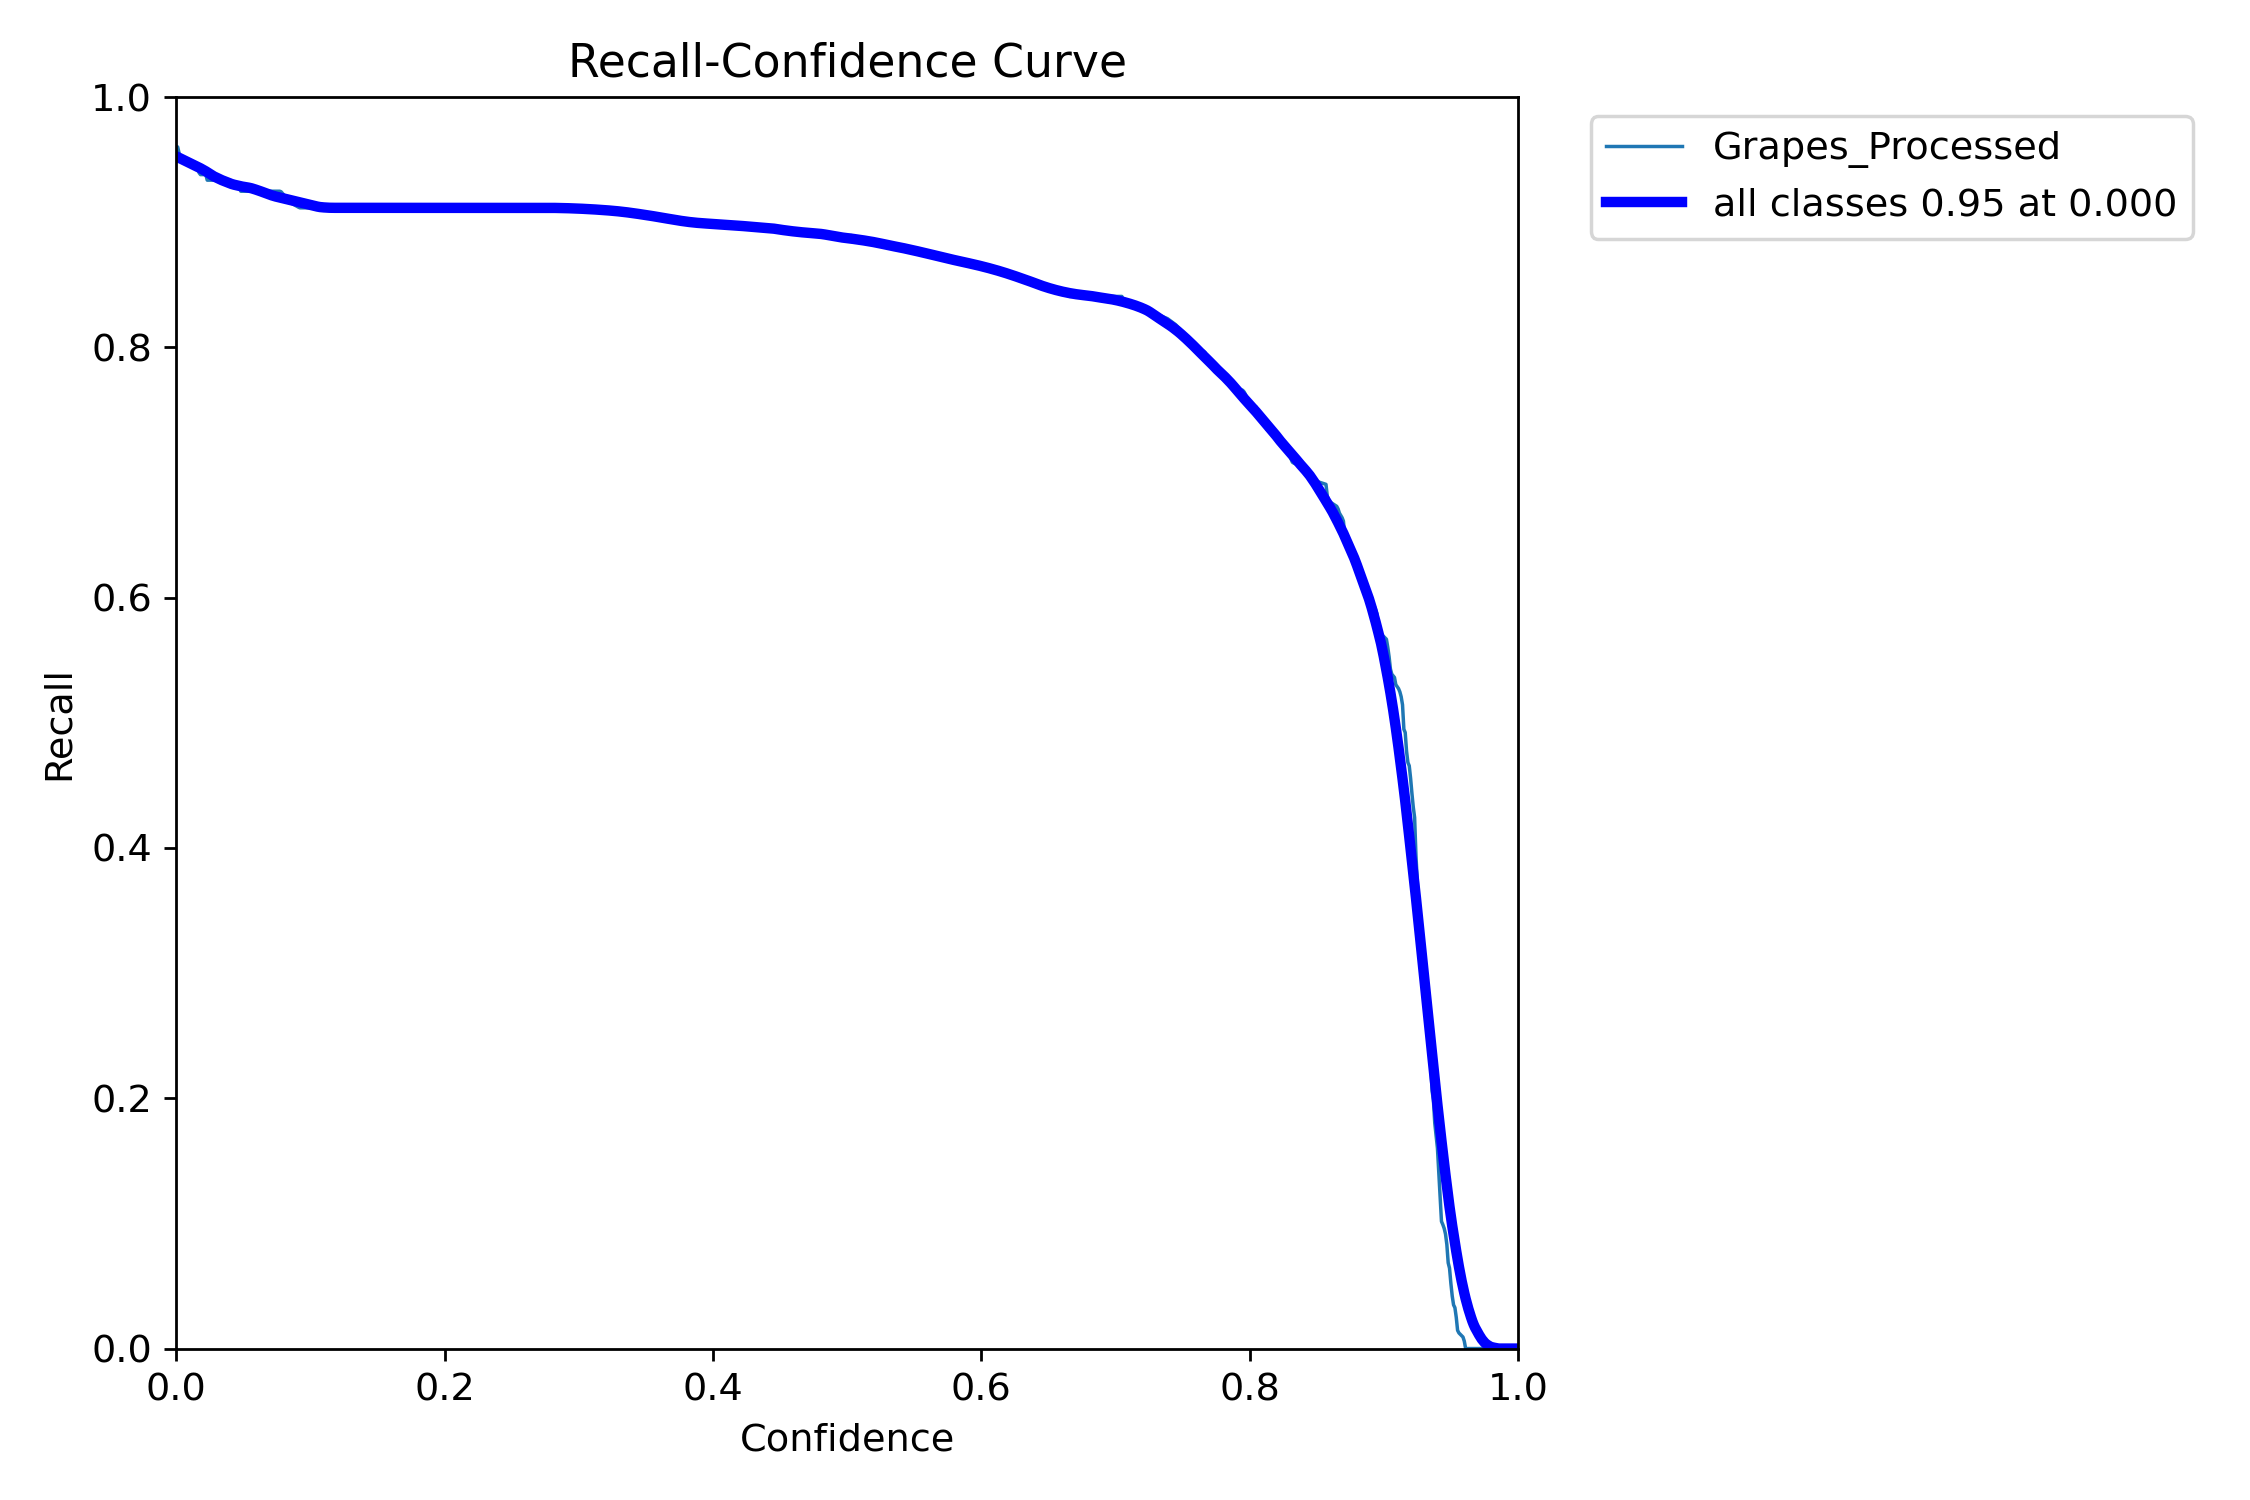 Recall-Confidence Curve
1.0
0.8
0.6
0.4
0.2
0.0
Recall
0.0 0.2 0.4 0.6 0.8 1.0
Confidence
Grapes_Processed
all classes 0.95 at 0.000